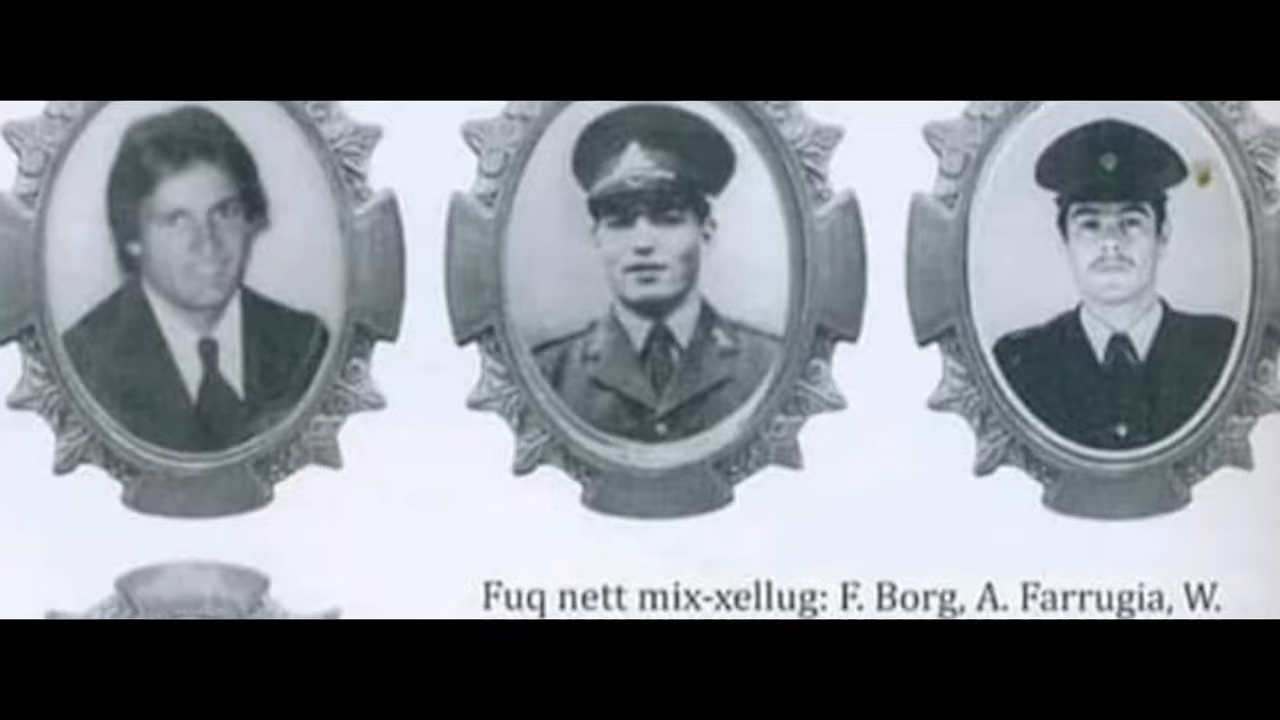 Fuq nett mix-xellug: F. Borg, A. Farrugia, W.